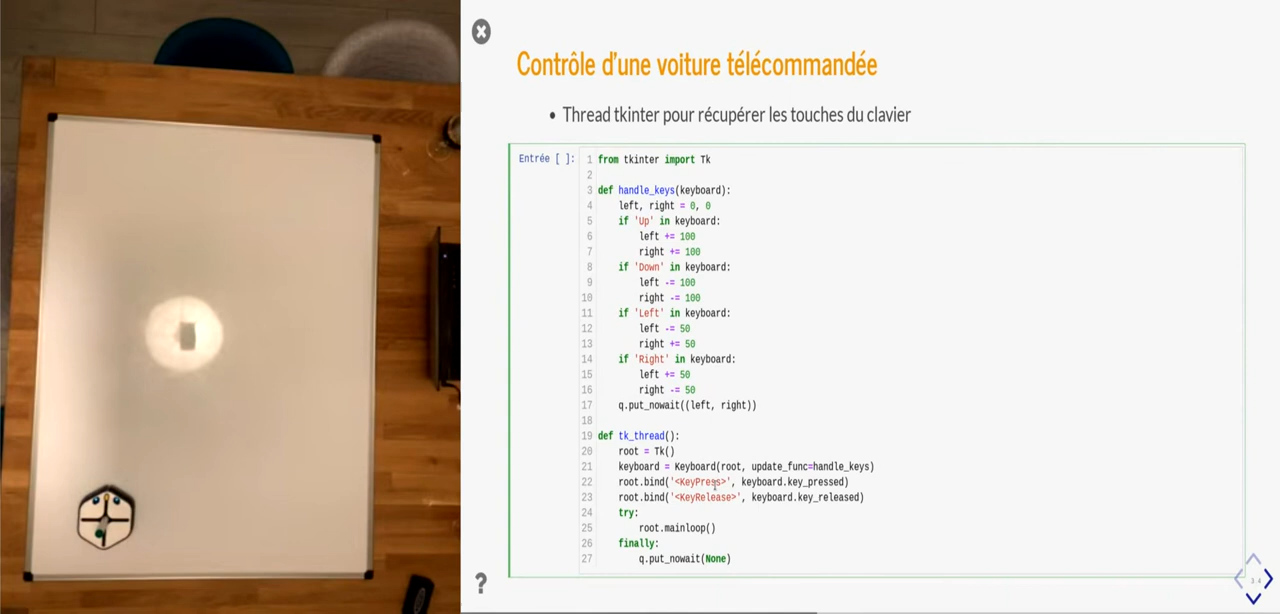 Contrôle d'une voiture télécommandée
• Thread tkinter pour récupérer les touches du clavier
Entrée [ ]:
1 from tkinter import Tk
2
3 def handle_keys(keyboard):
4     left, right = 0, 0
5     if 'Up' in keyboard:
6         left += 100
7         right += 100
8     if 'Down' in keyboard:
9         left -= 100
10         right -= 100
11     if 'Left' in keyboard:
12         left -= 50
13         right += 50
14     if 'Right' in keyboard:
15         left += 50
16         right -= 50
17     q.put_nowait((left, right))
18
19 def tk_thread():
20     root = Tk()
21     keyboard = Keyboard(root, update_func=handle_keys)
22     root.bind('<KeyPress>', keyboard.key_pressed)
23     root.bind('<KeyRelease>', keyboard.key_released)
24     try:
25         root.mainloop()
26     finally:
27         q.put_nowait(None)
?
3.4